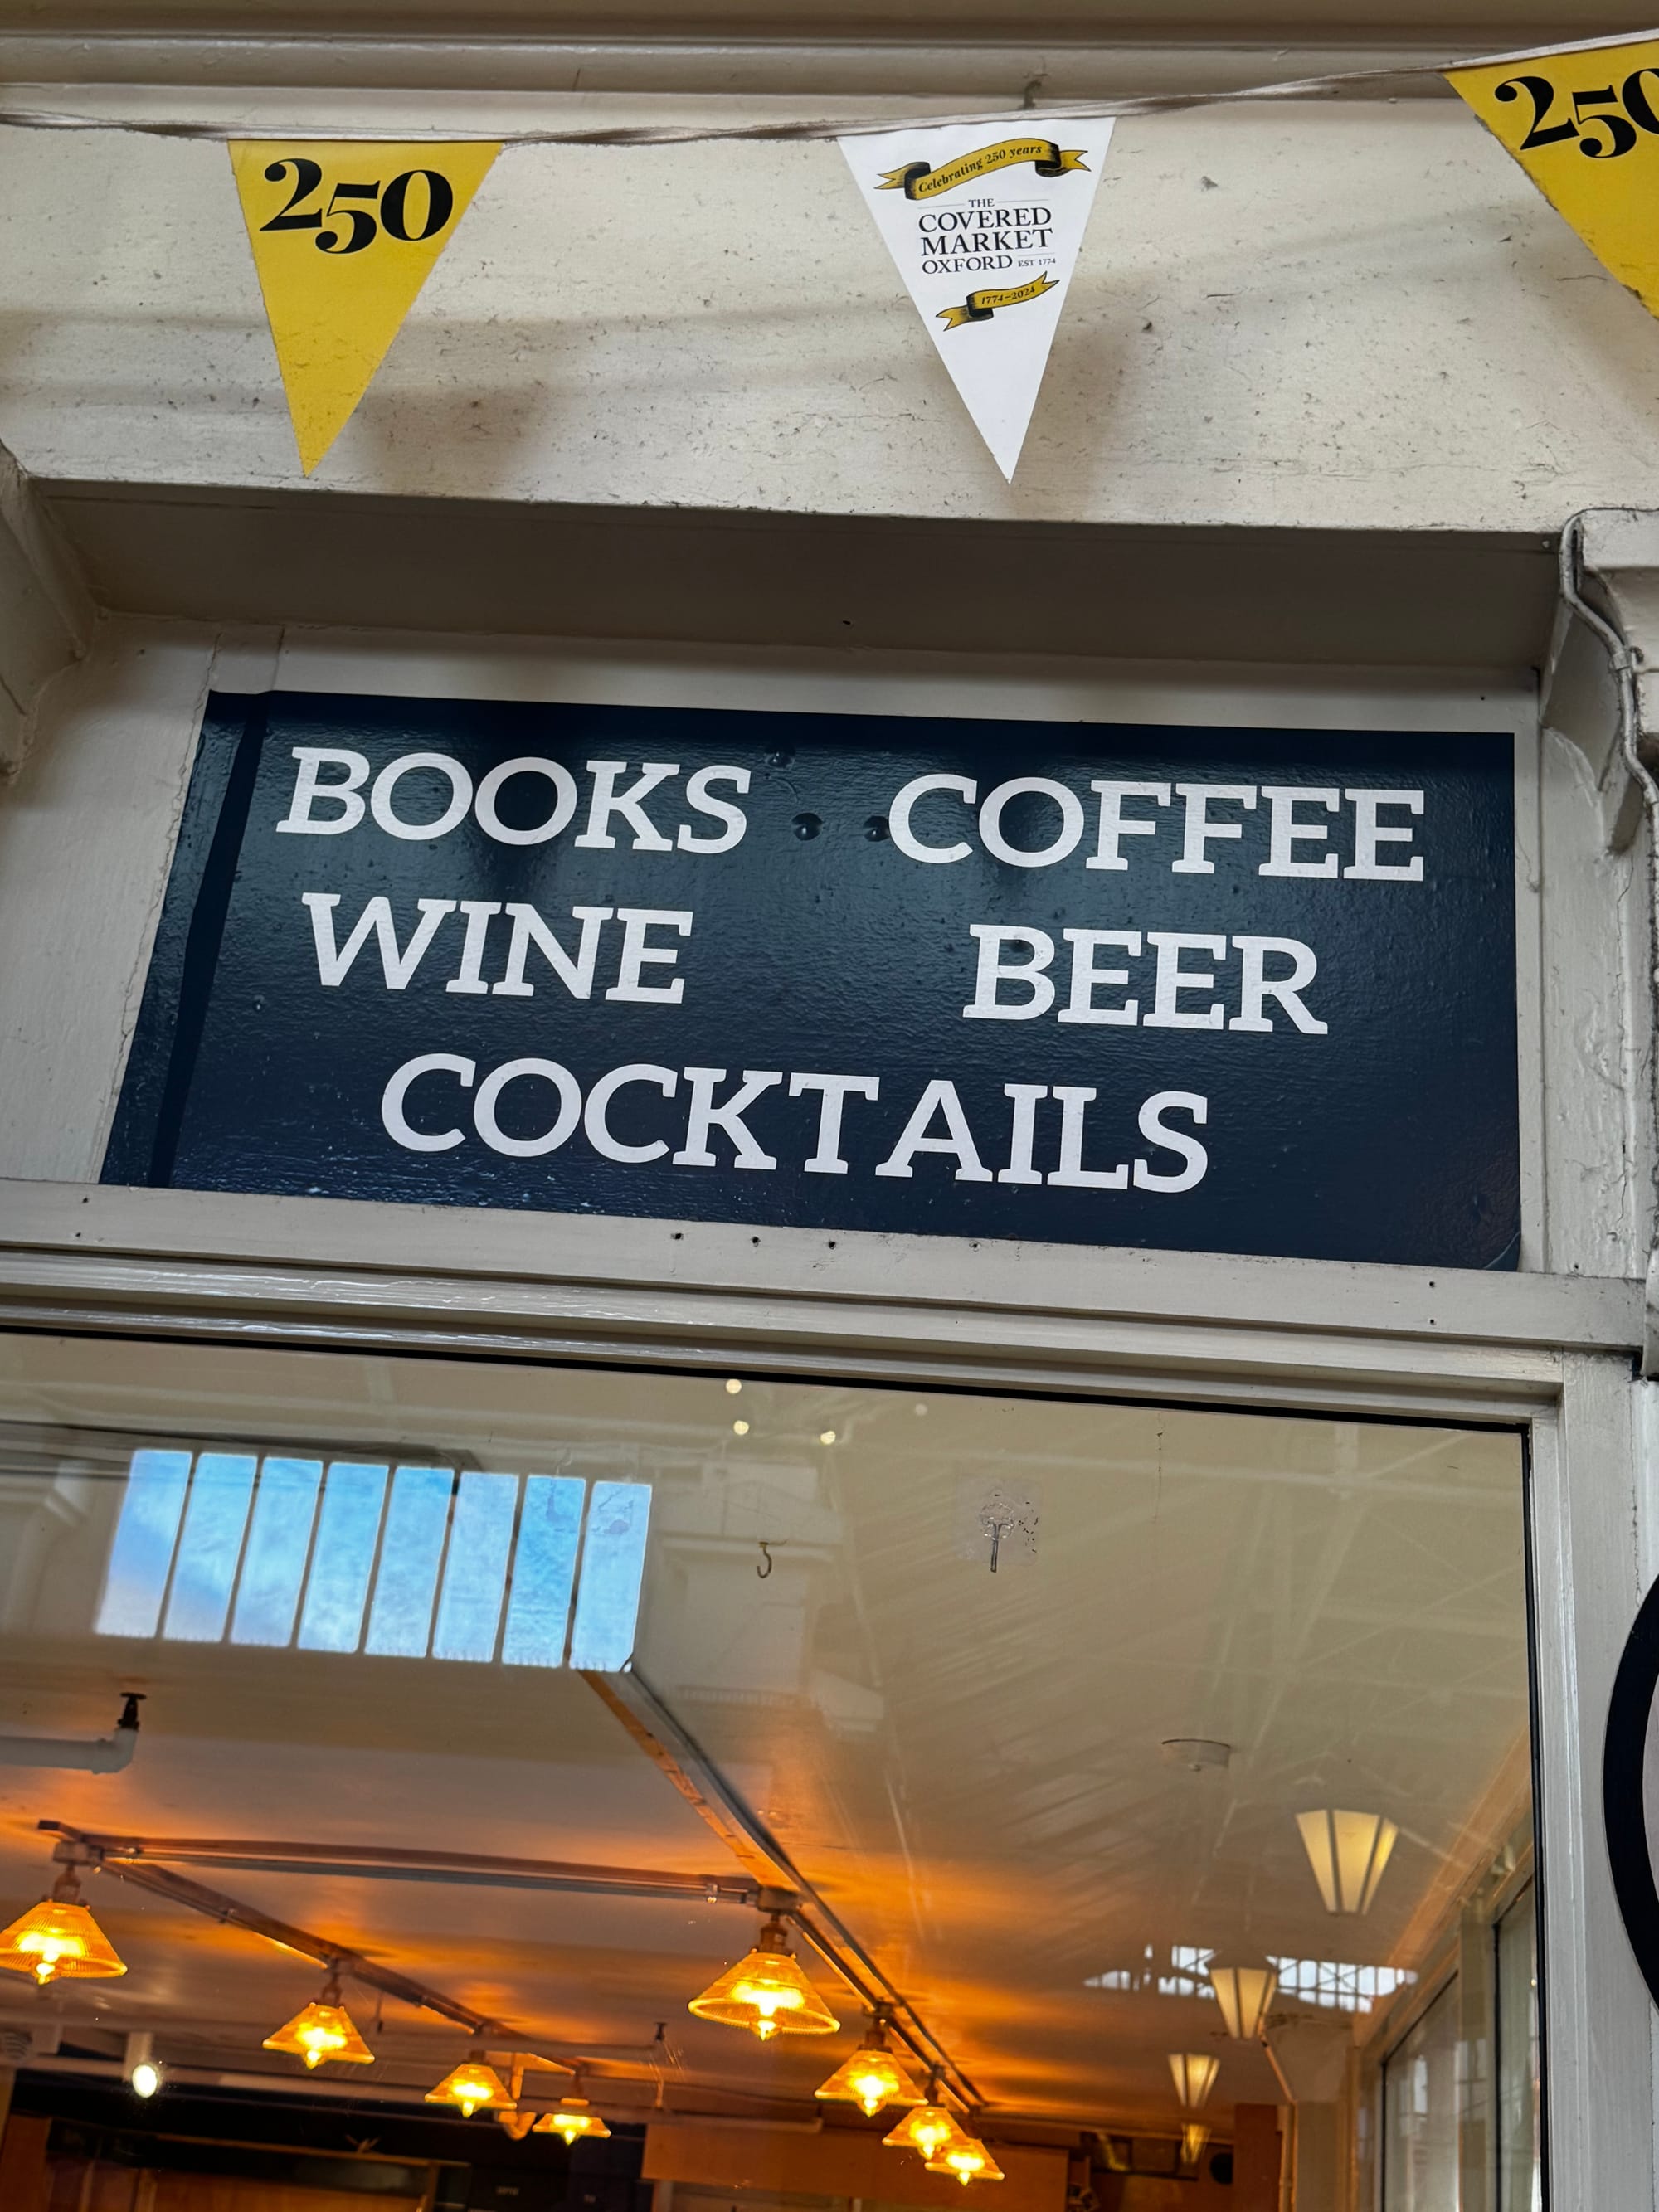 250
Celebrating 250 years
THE
COVERED
MARKET
OXFORD EST 1774
1774–2024
250
BOOKS COFFEE
WINE BEER
COCKTAILS